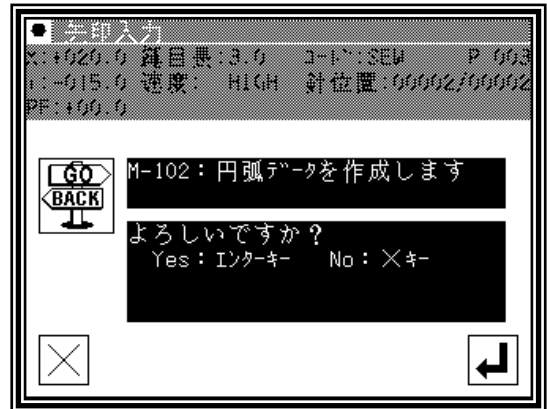 矢印入力
X:+020.0 縫目長:3.0 コード:SEW P 003
Y:-015.0 速度: HIGH 針位置:00002/00002
PF:+00.0
GO
BACK
M-102:円弧データを作成します
よろしいですか?
Yes:エンターキー No:×キー